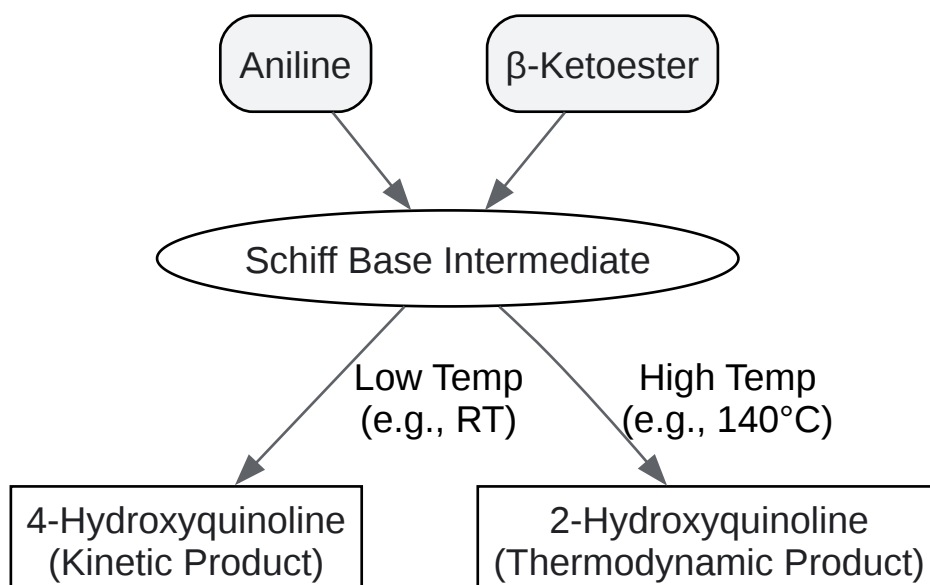 Aniline
β-Ketoester
Schiff Base Intermediate
Low Temp
(e.g., RT)
High Temp
(e.g., 140°C)
4-Hydroxyquinoline
(Kinetic Product)
2-Hydroxyquinoline
(Thermodynamic Product)